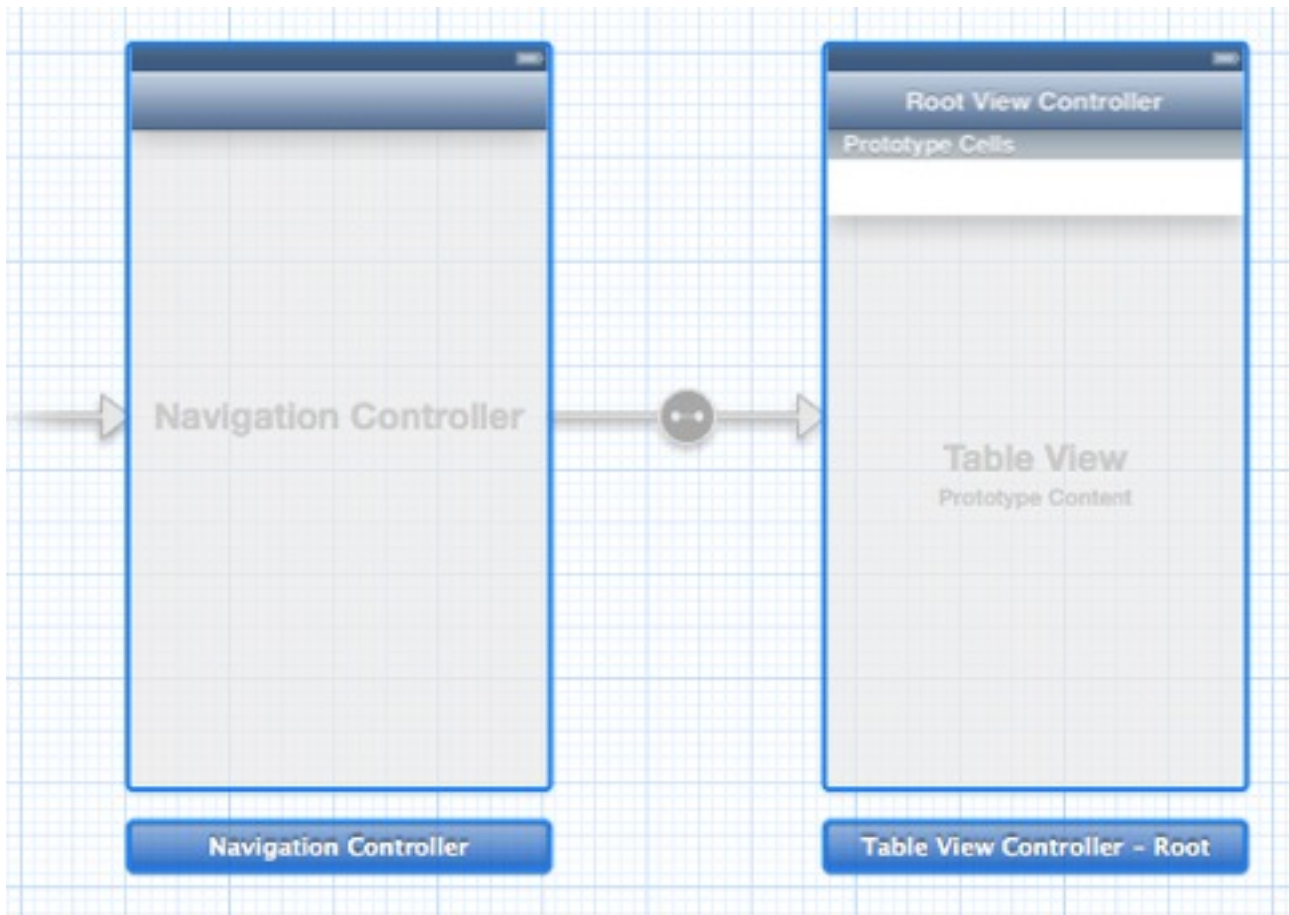 Navigation Controller
Navigation Controller
Root View Controller
Prototype Cells
Table View
Prototype Content
Table View Controller - Root